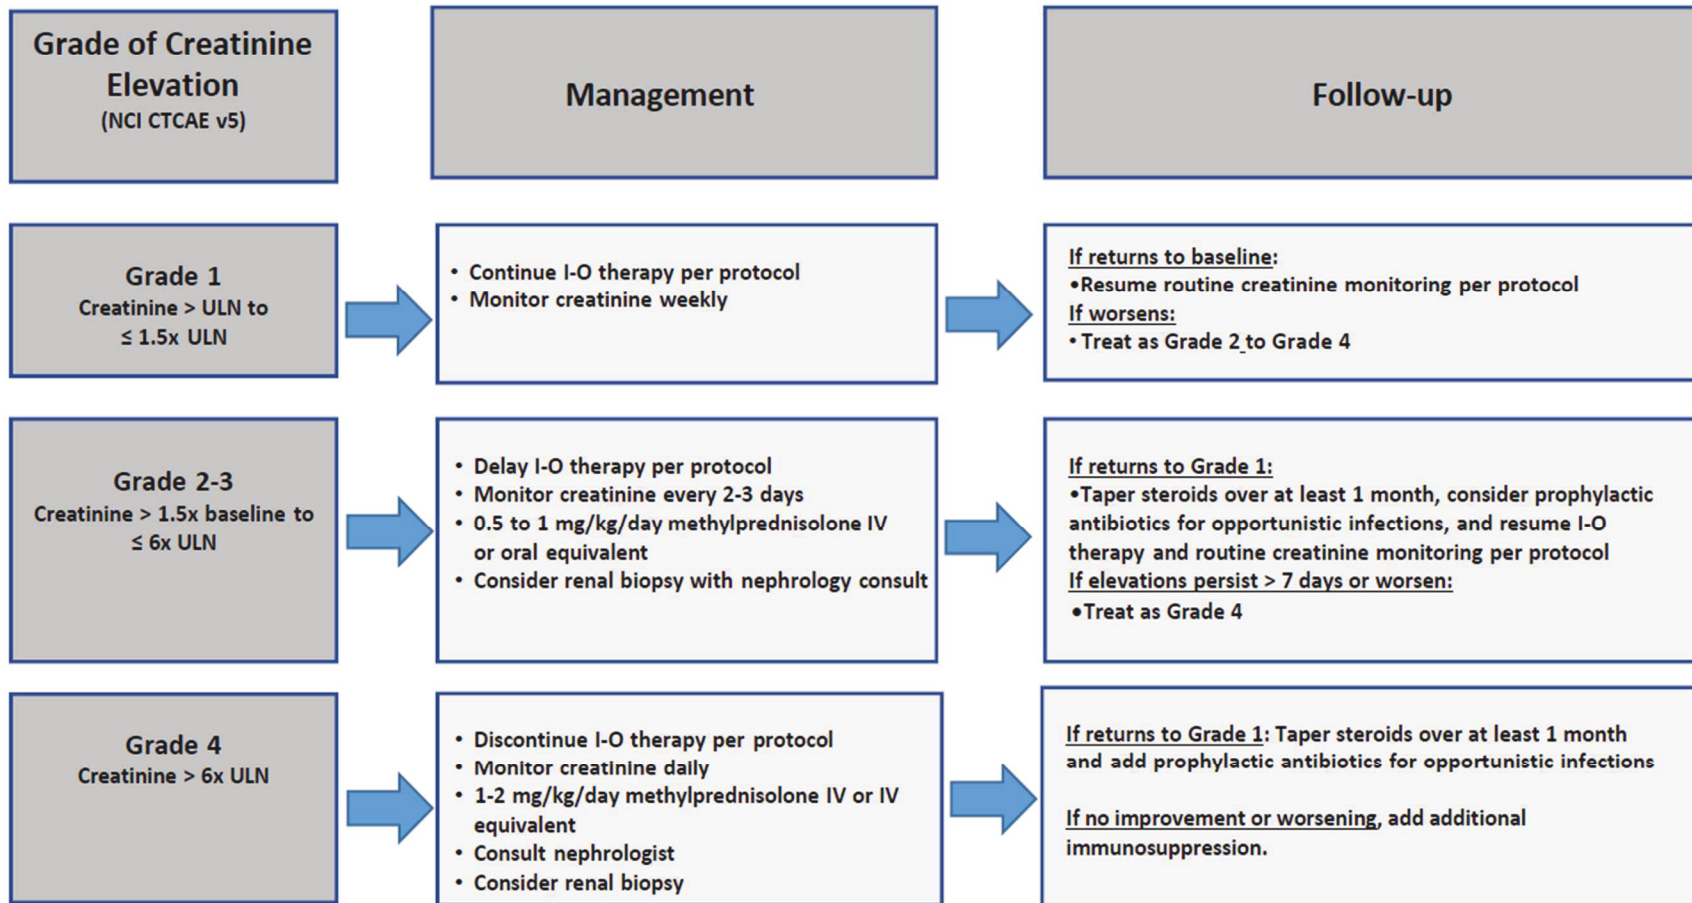 Grade of Creatinine
Elevation
(NCI CTCAE v5)
Management
Follow-up
Grade 1
Creatinine > ULN to
≤ 1.5x ULN
• Continue I-O therapy per protocol
• Monitor creatinine weekly
If returns to baseline:
•Resume routine creatinine monitoring per protocol
If worsens:
• Treat as Grade 2 to Grade 4
Grade 2-3
Creatinine > 1.5x baseline to
≤ 6x ULN
• Delay I-O therapy per protocol
• Monitor creatinine every 2-3 days
• 0.5 to 1 mg/kg/day methylprednisolone IV
or oral equivalent
• Consider renal biopsy with nephrology consult
If returns to Grade 1:
•Taper steroids over at least 1 month, consider prophylactic
antibiotics for opportunistic infections, and resume I-O
therapy and routine creatinine monitoring per protocol
If elevations persist > 7 days or worsen:
•Treat as Grade 4
Grade 4
Creatinine > 6x ULN
• Discontinue I-O therapy per protocol
• Monitor creatinine daily
• 1-2 mg/kg/day methylprednisolone IV or IV
equivalent
• Consult nephrologist
• Consider renal biopsy
If returns to Grade 1: Taper steroids over at least 1 month
and add prophylactic antibiotics for opportunistic infections
If no improvement or worsening, add additional
immunosuppression.